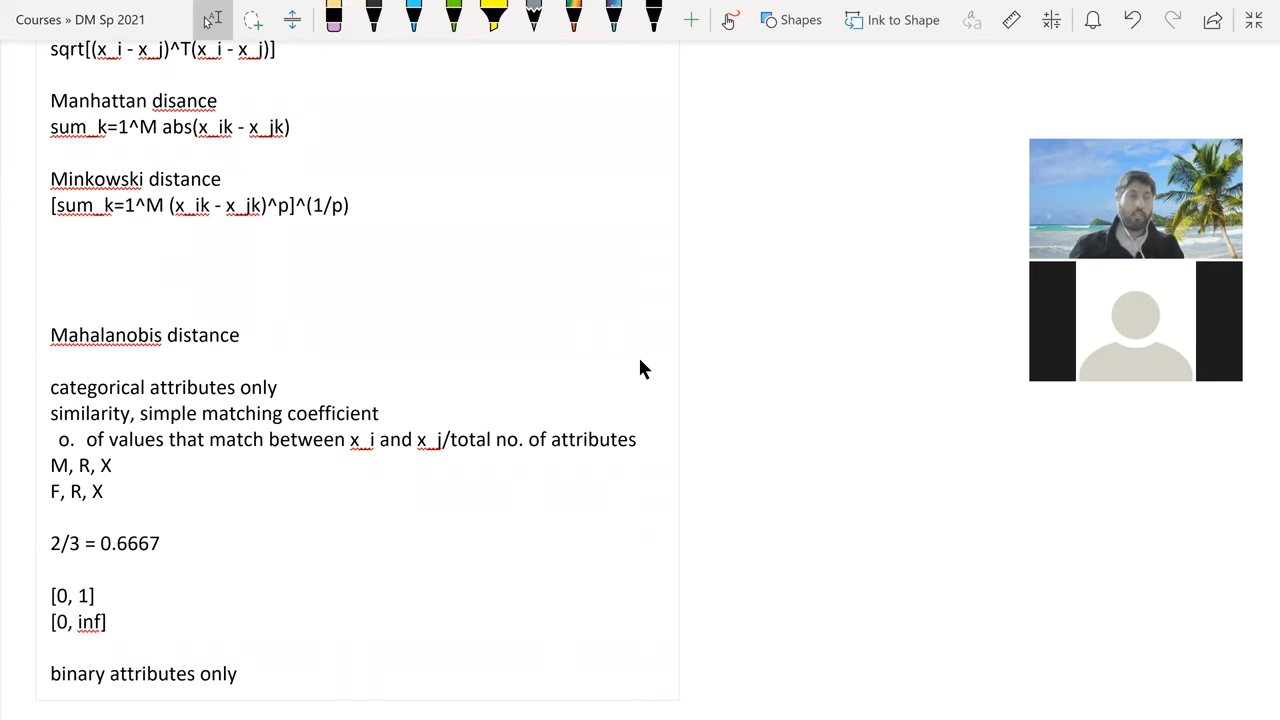 Courses » DM Sp 2021
Shapes
Ink to Shape
sqrt[(x_i - x_j)^T(x_i - x_j)]
Manhattan disance
sum_k=1^M abs(x_ik - x_jk)
Minkowski distance
[sum_k=1^M (x_ik - x_jk)^p]^(1/p)
Mahalanobis distance
categorical attributes only
similarity, simple matching coefficient
o. of values that match between x_i and x_j/total no. of attributes
M, R, X
F, R, X
2/3 = 0.6667
[0, 1]
[0, inf]
binary attributes only